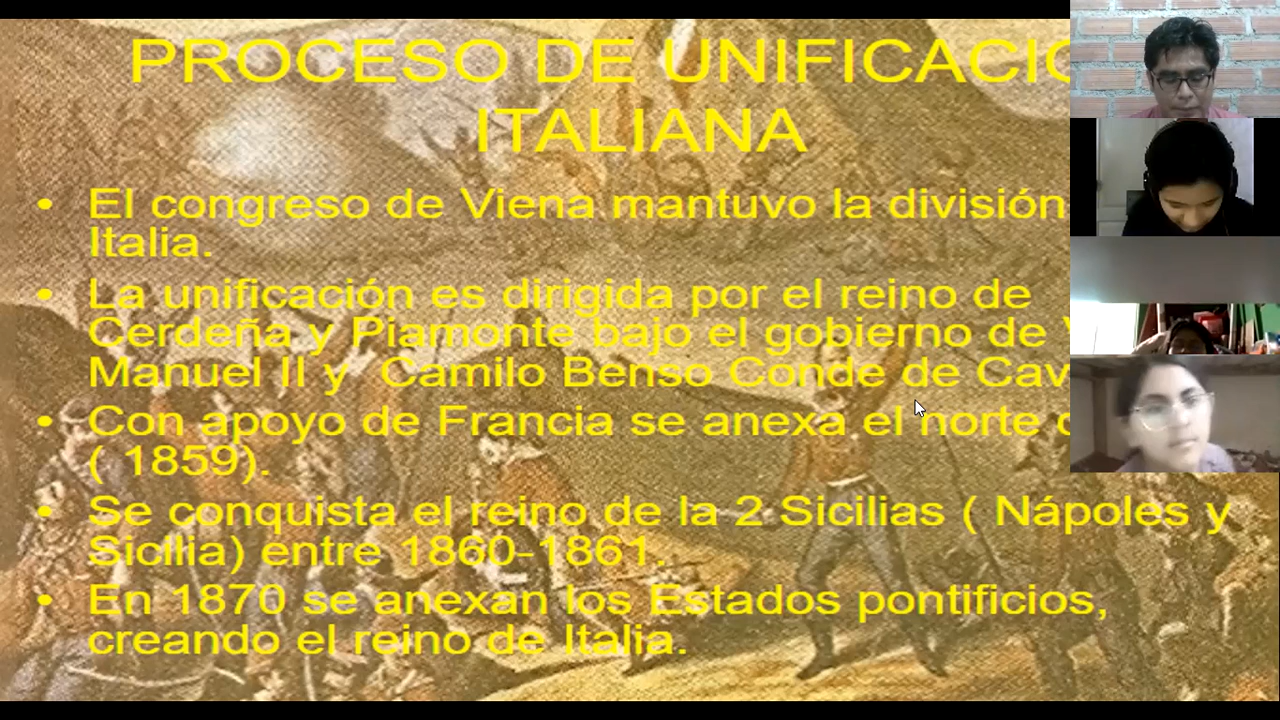 PROCESO DE UNIFICACIO
ITALIANA
• El congreso de Viena mantuvo la división
Italia.
• La unificación es dirigida por el reino de
Cerdeña y Piamonte bajo el gobierno de
Manuel II y Camilo Benso Conde de Cav
• Con apoyo de Francia se anexa el norte
( 1859).
• Se conquista el reino de la 2 Sicilias ( Nápoles y
Sicilia) entre 1860-1861.
• En 1870 se anexan los Estados pontificios,
creando el reino de Italia.